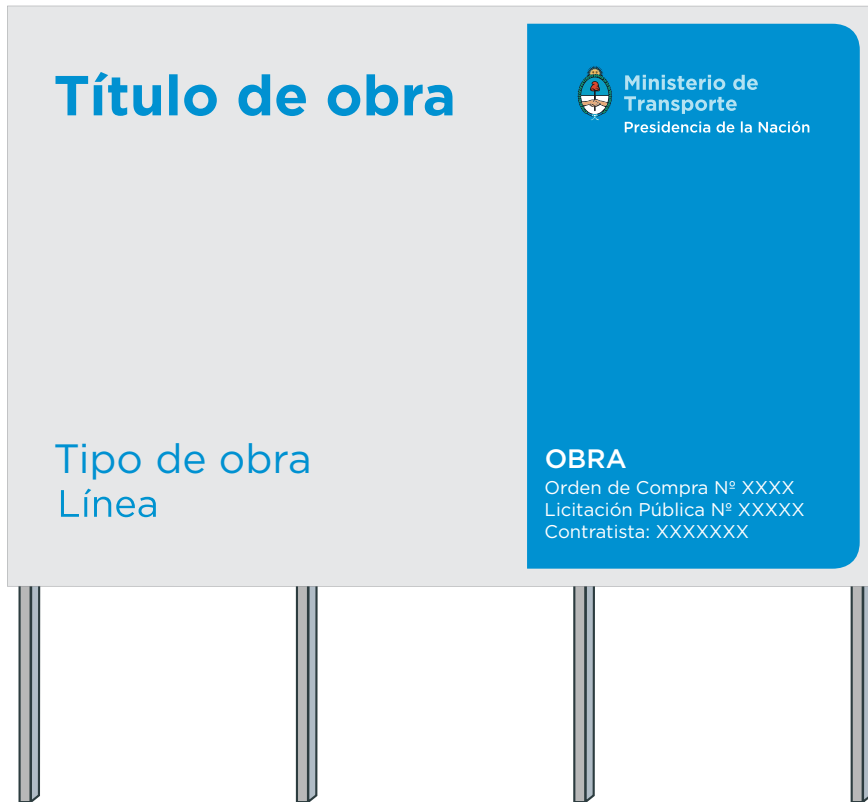 Título de obra
Ministerio de
Transporte
Presidencia de la Nación
Tipo de obra
Línea
OBRA
Orden de Compra Nº XXXX
Licitación Pública Nº XXXXX
Contratista: XXXXXXX